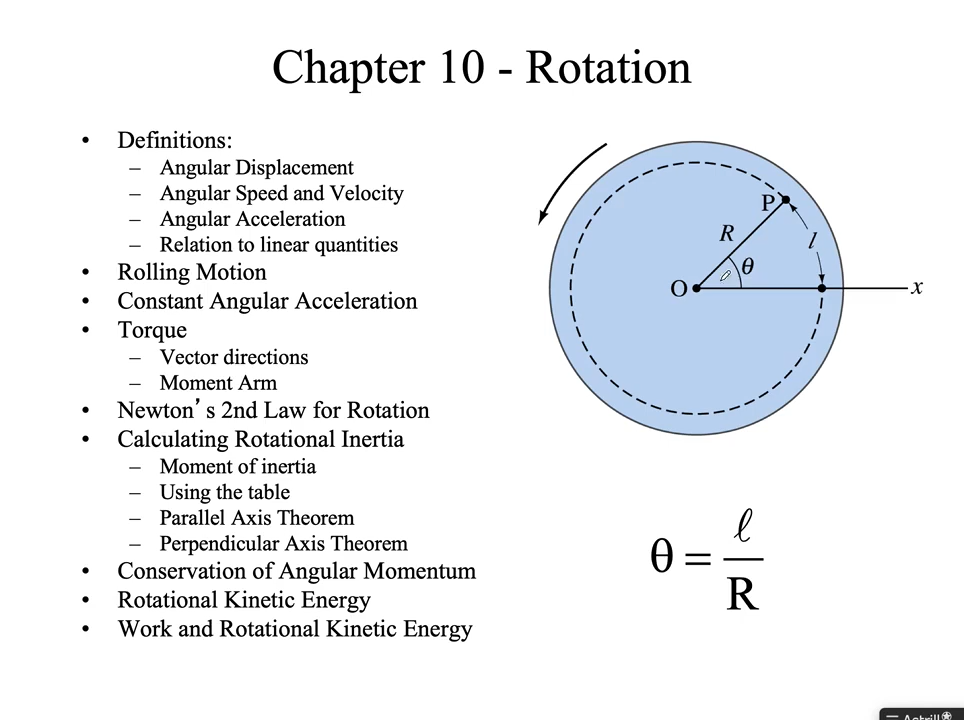 Chapter 10 - Rotation
• Definitions:
– Angular Displacement
– Angular Speed and Velocity
– Angular Acceleration
– Relation to linear quantities
• Rolling Motion
• Constant Angular Acceleration
• Torque
– Vector directions
– Moment Arm
• Newton’s 2nd Law for Rotation
• Calculating Rotational Inertia
– Moment of inertia
– Using the table
– Parallel Axis Theorem
– Perpendicular Axis Theorem
• Conservation of Angular Momentum
• Rotational Kinetic Energy
• Work and Rotational Kinetic Energy
P
R
l
θ
O
x
θ = ℓ / R